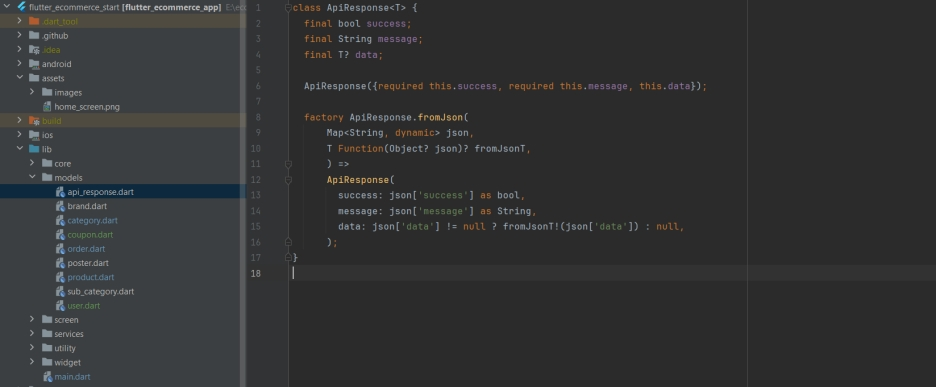 flutter_ecommerce_start [flutter_ecommerce_app]
.dart_tool
.github
.idea
android
assets
images
home_screen.png
build
ios
lib
core
models
api_response.dart
brand.dart
category.dart
coupon.dart
order.dart
poster.dart
product.dart
sub_category.dart
user.dart
screen
services
utility
widget
main.dart
1 class ApiResponse<T> {
2 final bool success;
3 final String message;
4 final T? data;
5
6 ApiResponse({required this.success, required this.message, this.data});
7
8 factory ApiResponse.fromJson(
9 Map<String, dynamic> json,
10 T Function(Object? json)? fromJsonT,
11 ) =>
12 ApiResponse(
13 success: json['success'] as bool,
14 message: json['message'] as String,
15 data: json['data'] != null ? fromJsonT!(json['data']) : null,
16 );
17 }
18